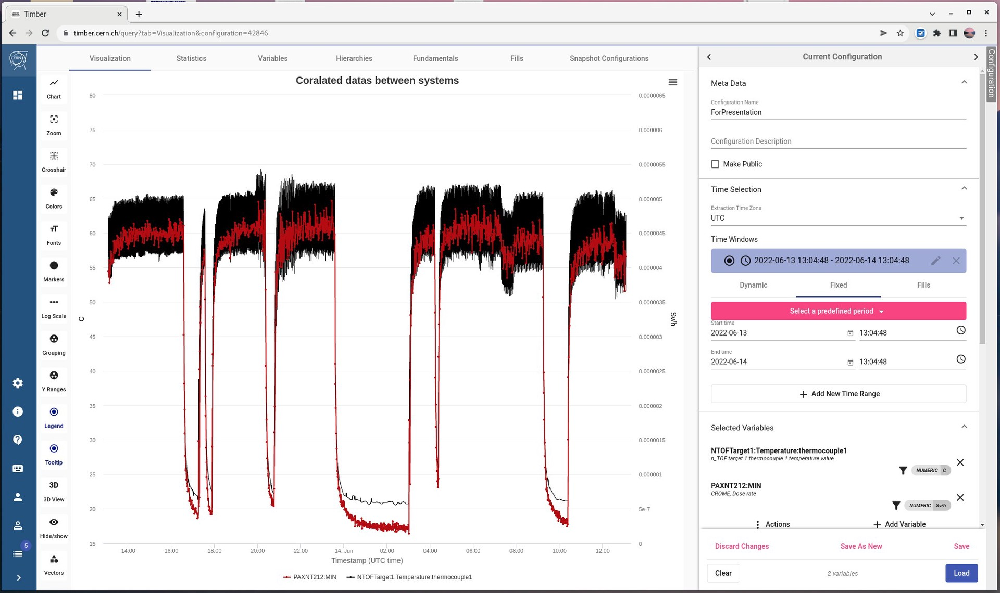 Timber
timber.cern.ch/query?tab=Visualization&configuration=42846
CERN
Visualization
Statistics
Variables
Hierarchies
Fundamentals
Fills
Snapshot Configurations
Chart
Zoom
Crosshair
Colors
TT
Fonts
Markers
Log Scale
Grouping
Y Ranges
Legend
Tooltip
3D
3D View
Hide/show
Vectors
5
Coralated datas between systems
80
75
70
65
60
55
50
45
40
35
30
25
20
15
C
0.0000065
0.000006
0.0000055
0.000005
0.0000045
0.000004
0.0000035
0.000003
0.0000025
0.000002
0.0000015
0.000001
5e-7
0
Sv/h
14:00
16:00
18:00
20:00
22:00
14. Jun
02:00
04:00
06:00
08:00
10:00
12:00
Timestamp (UTC time)
PAXNT212:MIN
NTOFTarget1:Temperature:thermocouple1
Current Configuration
Configuration
Meta Data
Configuration Name
ForPresentation
Configuration Description
Make Public
Time Selection
Extraction Time Zone
UTC
Time Windows
2022-06-13 13:04:48 - 2022-06-14 13:04:48
Dynamic
Fixed
Fills
Select a predefined period
Start time
2022-06-13
13:04:48
End time
2022-06-14
13:04:48
Add New Time Range
Selected Variables
NTOFTarget1:Temperature:thermocouple1
n_TOF target 1 thermocouple 1 temperature value
NUMERIC C
PAXNT212:MIN
CROME, Dose rate
NUMERIC Sv/h
Actions
Add Variable
Discard Changes
Save As New
Save
Clear
2 variables
Load